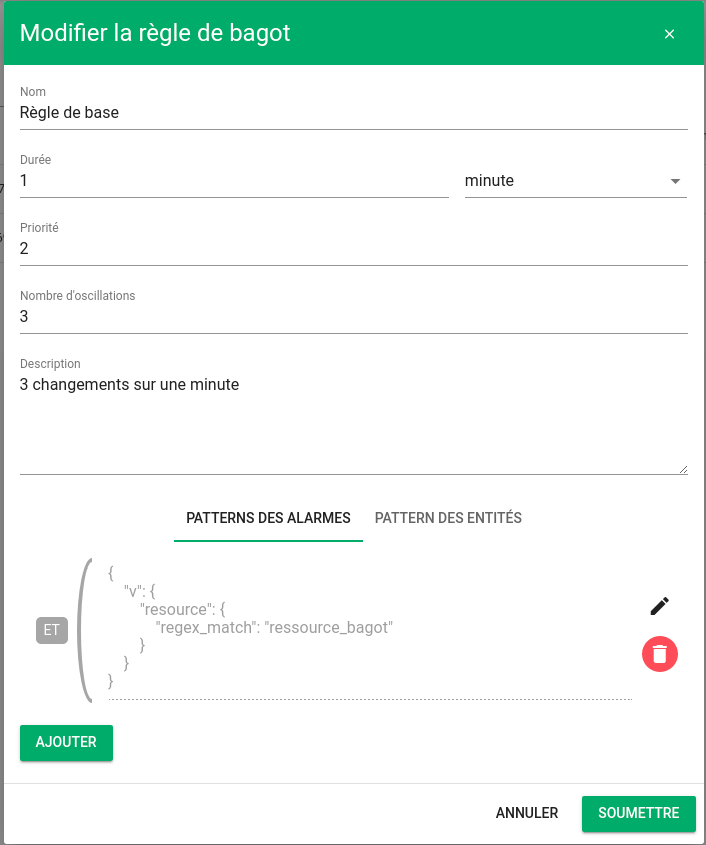 Modifier la règle de bagot
Nom
Règle de base
Durée
1
minute
Priorité
2
Nombre d'oscillations
3
Description
3 changements sur une minute
PATTERNS DES ALARMES
PATTERN DES ENTITÉS
ET
{
"v": {
"resource": {
"regex_match": "ressource_bagot"
}
}
}
AJOUTER
ANNULER
SOUMETTRE